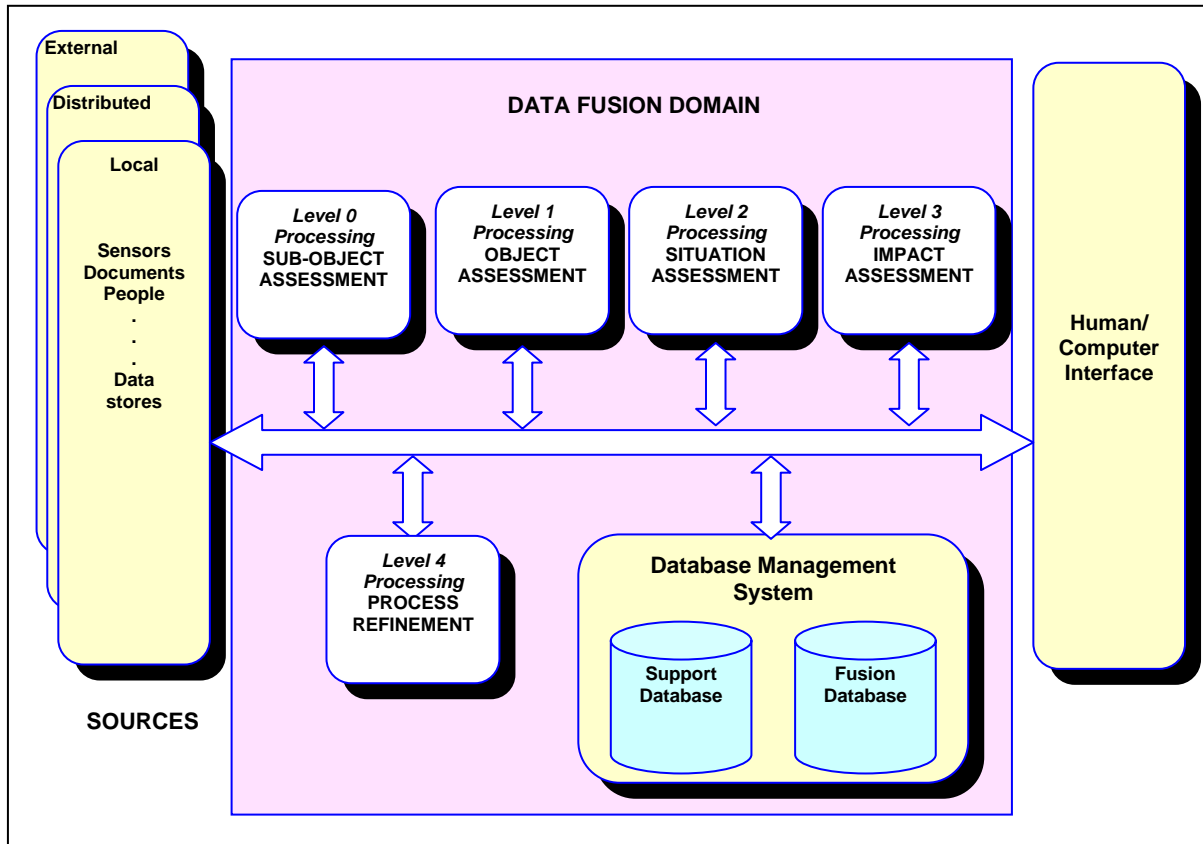 External
Distributed
Local
Sensors
Documents
People
.
.
.
Data
stores
SOURCES
DATA FUSION DOMAIN
Level 0
Processing
SUB-OBJECT
ASSESSMENT
Level 1
Processing
OBJECT
ASSESSMENT
Level 2
Processing
SITUATION
ASSESSMENT
Level 3
Processing
IMPACT
ASSESSMENT
Level 4
Processing
PROCESS
REFINEMENT
Database Management
System
Support
Database
Fusion
Database
Human/
Computer
Interface